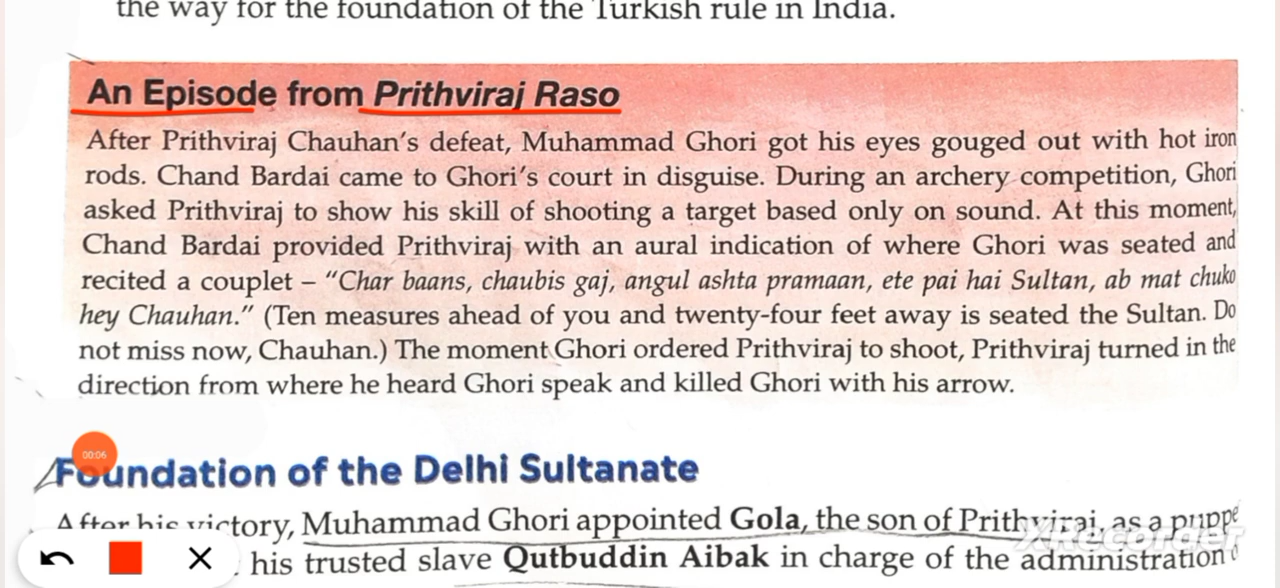 the way for the foundation of the Turkish rule in India.
An Episode from Prithviraj Raso
After Prithviraj Chauhan's defeat, Muhammad Ghori got his eyes gouged out with hot iron
rods. Chand Bardai came to Ghori's court in disguise. During an archery competition, Ghori
asked Prithviraj to show his skill of shooting a target based only on sound. At this moment,
Chand Bardai provided Prithviraj with an aural indication of where Ghori was seated and
recited a couplet – "Char baans, chaubis gaj, angul ashta pramaan, ete pai hai Sultan, ab mat chuko
hey Chauhan." (Ten measures ahead of you and twenty-four feet away is seated the Sultan. Do
not miss now, Chauhan.) The moment Ghori ordered Prithviraj to shoot, Prithviraj turned in the
direction from where he heard Ghori speak and killed Ghori with his arrow.
00:06
Foundation of the Delhi Sultanate
After his victory, Muhammad Ghori appointed Gola, the son of Prithviraj, as a puppe
his trusted slave Qutbuddin Aibak in charge of the administration
XRecorder